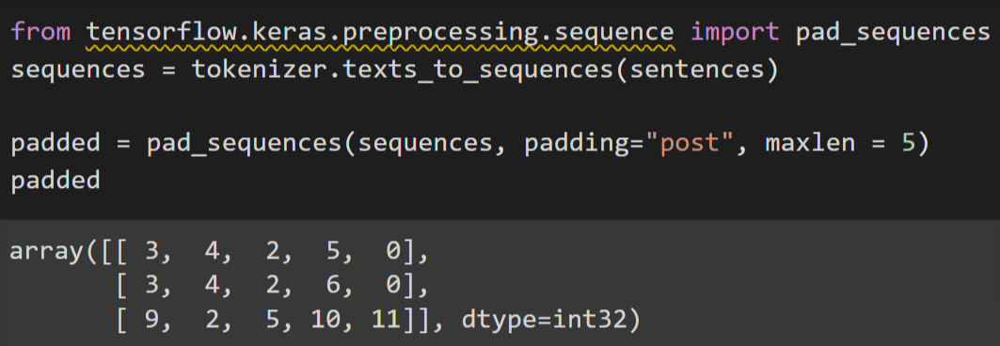 from tensorflow.keras.preprocessing.sequence import pad_sequences
sequences = tokenizer.texts_to_sequences(sentences)
padded = pad_sequences(sequences, padding="post", maxlen = 5)
padded
array([[ 3,  4,  2,  5,  0],
       [ 3,  4,  2,  6,  0],
       [ 9,  2,  5, 10, 11]], dtype=int32)